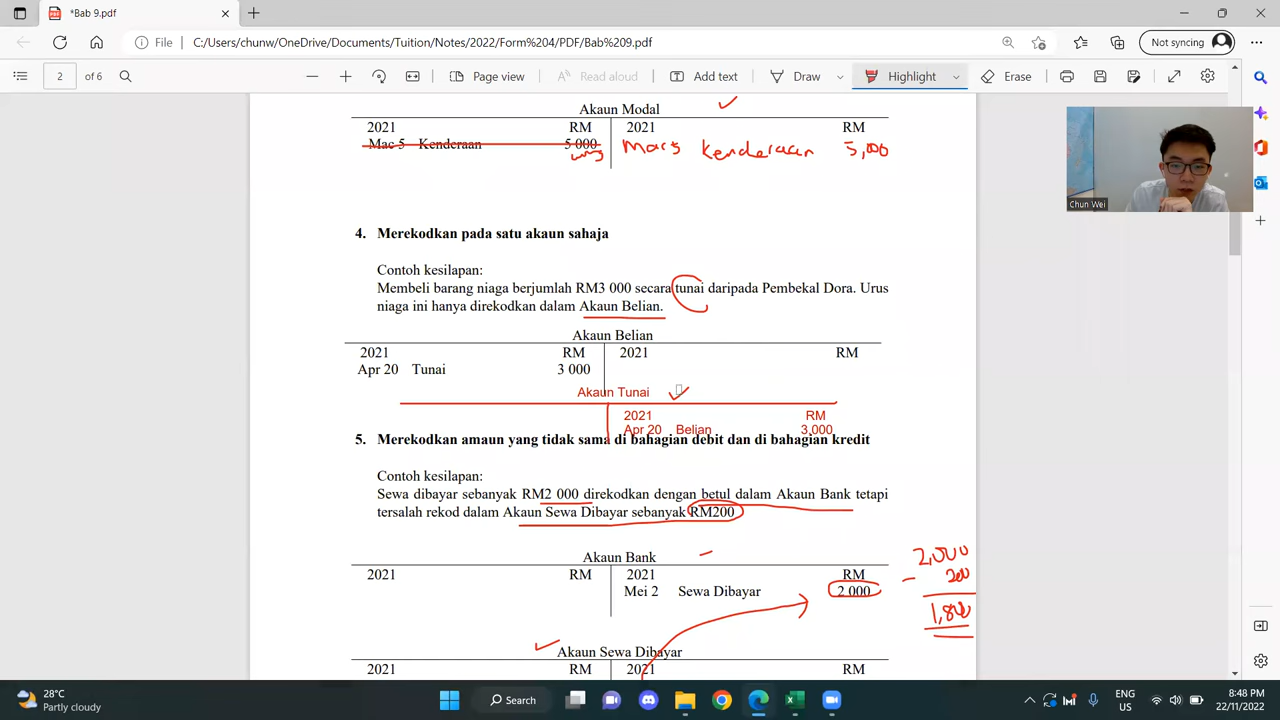 *Bab 9.pdf
File C:/Users/chunw/OneDrive/Documents/Tuition/Notes/2022/Form%204/PDF/Bab%209.pdf Not syncing
2 of 6 Page view Read aloud Add text Draw Highlight Erase
Akaun Modal
2021 RM 2021 RM
Mac 5 Kenderaan 5 000 Mac 5 Kenderaan 5,000
4. Merekodkan pada satu akaun sahaja
Contoh kesilapan:
Membeli barang niaga berjumlah RM3 000 secara tunai daripada Pembekal Dora. Urus
niaga ini hanya direkodkan dalam Akaun Belian.
Akaun Belian
2021 RM 2021 RM
Apr 20 Tunai 3 000
Akaun Tunai
2021 RM
Apr 20 Belian 3,000
5. Merekodkan amaun yang tidak sama di bahagian debit dan di bahagian kredit
Contoh kesilapan:
Sewa dibayar sebanyak RM2 000 direkodkan dengan betul dalam Akaun Bank tetapi
tersalah rekod dalam Akaun Sewa Dibayar sebanyak RM200
Akaun Bank
2021 RM 2021 RM
Mei 2 Sewa Dibayar 2 000
2,000
- 200
1,800
Akaun Sewa Dibayar
2021 RM 2021 RM
Chun Wei
28°C
Partly cloudy
Search
ENG
US
8:48 PM
22/11/2022